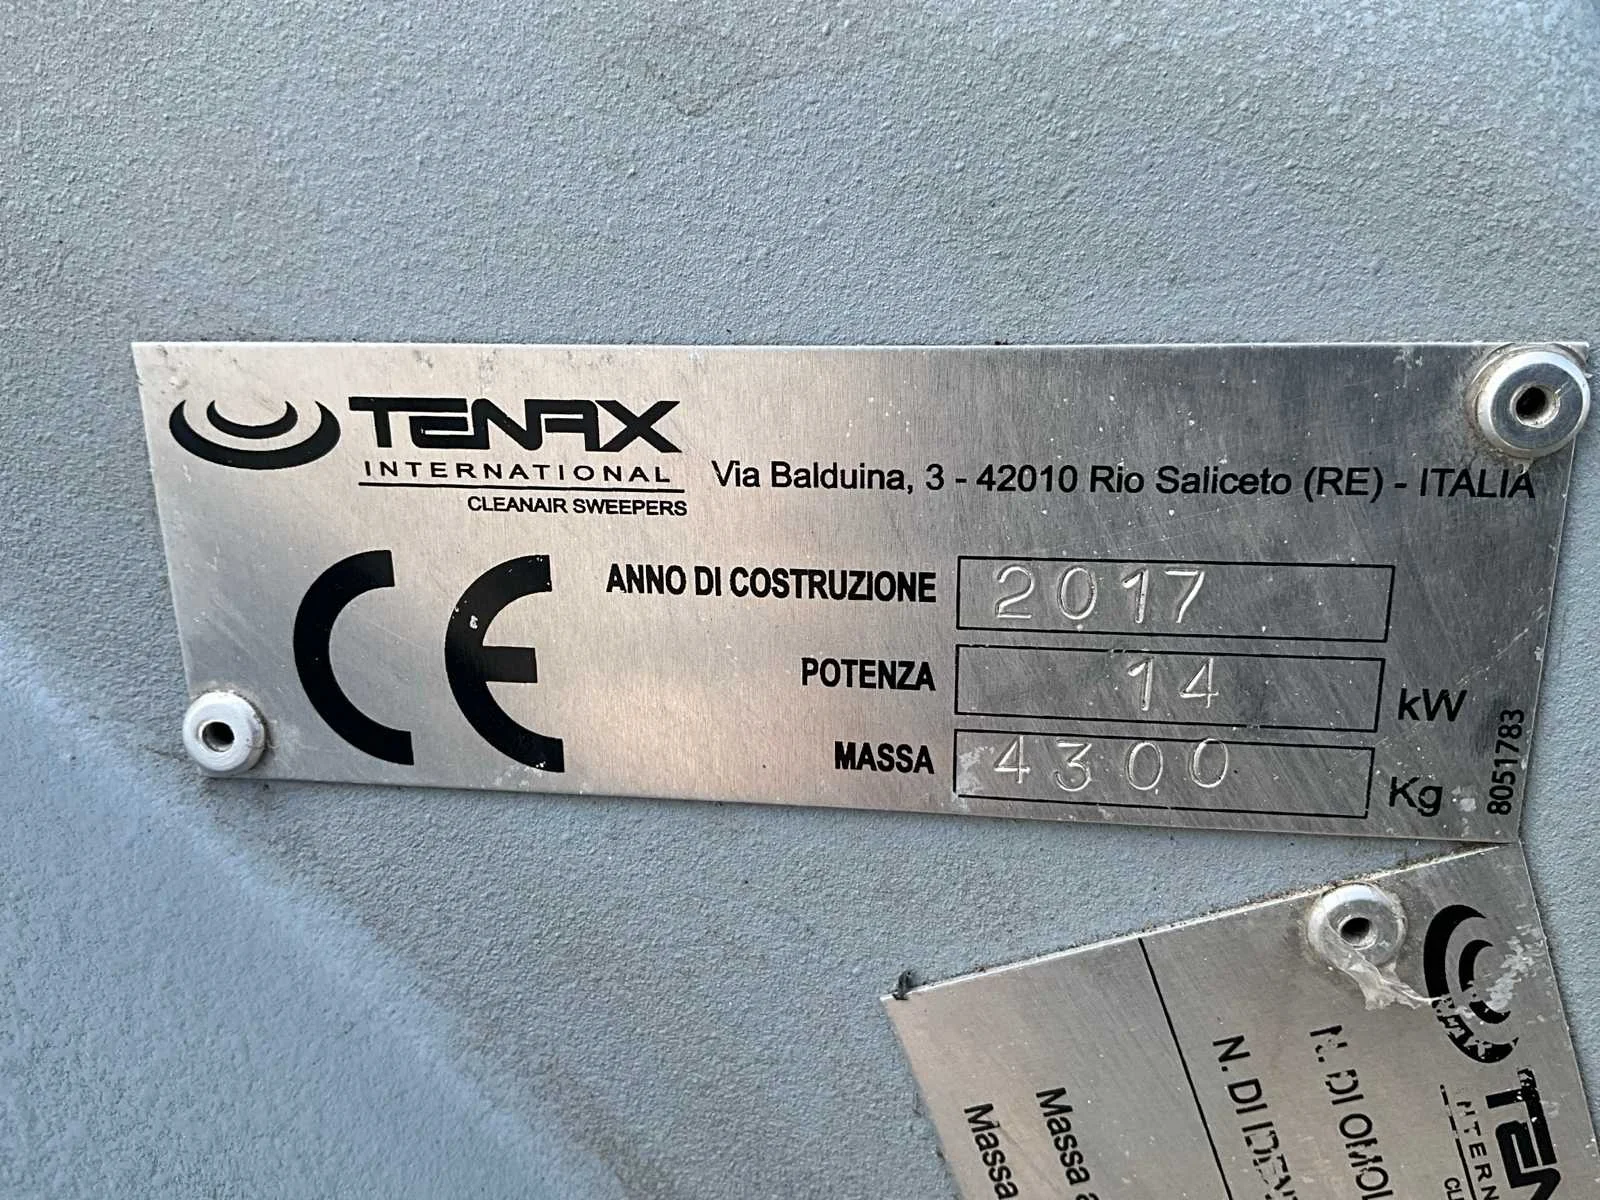 TENAX
INTERNATIONAL
CLEANAIR SWEEPERS
Via Balduina, 3 - 42010 Rio Saliceto (RE) - ITALIA
CE
ANNO DI COSTRUZIONE 2017
POTENZA 14 kW
MASSA 4300 Kg
8051783
N. DI
N. DI
Massa a
Massa